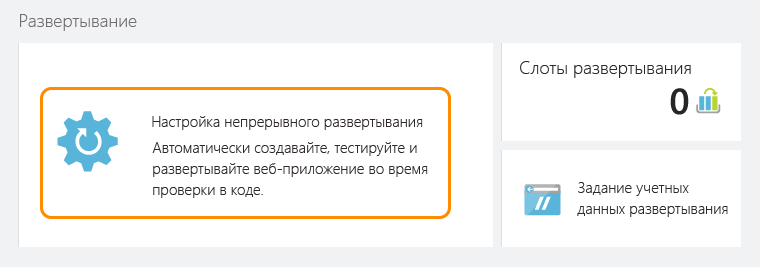 Развертывание
Настройка непрерывного развертывания
Автоматически создавайте, тестируйте и
развертывайте веб-приложение во время
проверки в коде.
Слоты развертывания
0
Задание учетных
данных развертывания